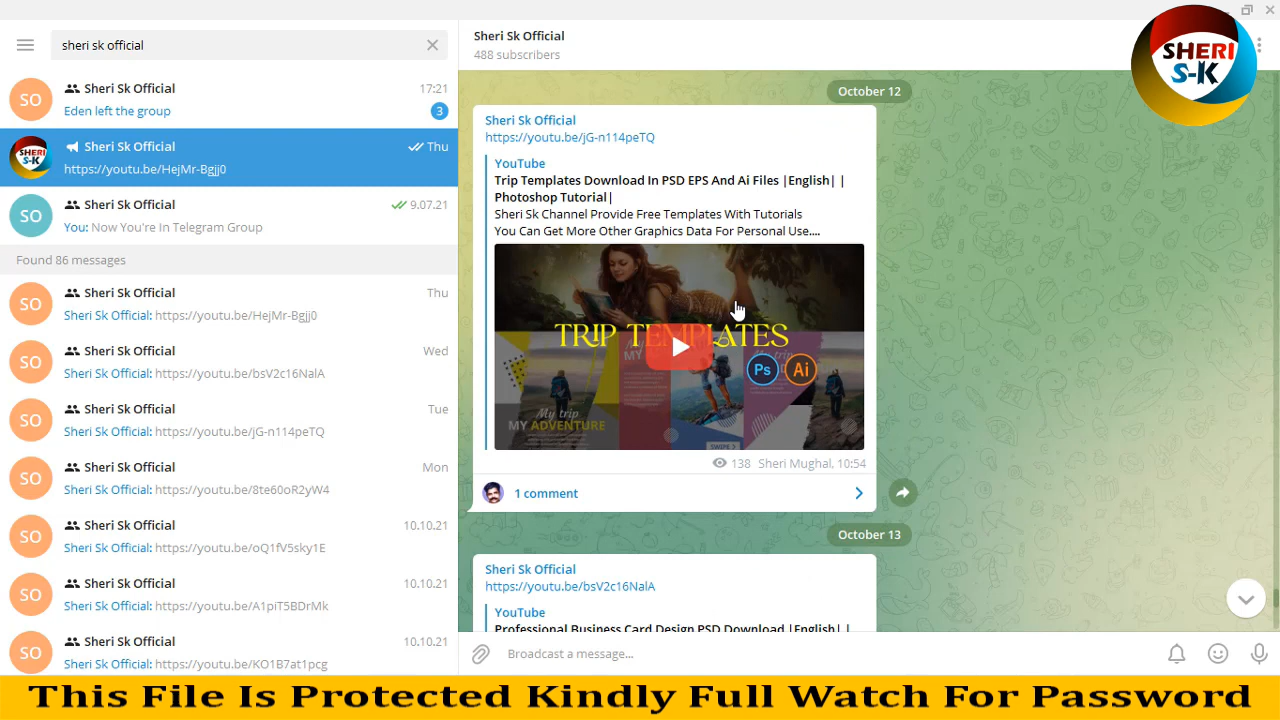 sheri sk official
SO
Sheri Sk Official
17:21
Eden left the group
3
SHERI
S-K
Sheri Sk Official
Thu
https://youtu.be/HejMr-Bgjj0
SO
Sheri Sk Official
9.07.21
You: Now You're In Telegram Group
Found 86 messages
SO
Sheri Sk Official
Thu
Sheri Sk Official: https://youtu.be/HejMr-Bgjj0
SO
Sheri Sk Official
Wed
Sheri Sk Official: https://youtu.be/bsV2c16NalA
SO
Sheri Sk Official
Tue
Sheri Sk Official: https://youtu.be/jG-n114peTQ
SO
Sheri Sk Official
Mon
Sheri Sk Official: https://youtu.be/8te60oR2yW4
SO
Sheri Sk Official
10.10.21
Sheri Sk Official: https://youtu.be/oQ1fV5sky1E
SO
Sheri Sk Official
10.10.21
Sheri Sk Official: https://youtu.be/A1piT5BDrMk
SO
Sheri Sk Official
10.10.21
Sheri Sk Official: https://youtu.be/KO1B7at1pcg
Sheri Sk Official
488 subscribers
SHERI
S-K
October 12
Sheri Sk Official
https://youtu.be/jG-n114peTQ
YouTube
Trip Templates Download In PSD EPS And Ai Files |English| |
Photoshop Tutorial|
Sheri Sk Channel Provide Free Templates With Tutorials
You Can Get More Other Graphics Data For Personal Use....
TRIP TEMPLATES
Ps
Ai
My trip
MY ADVENTURE
SWIPE
138 Sheri Mughal, 10:54
1 comment
October 13
Sheri Sk Official
https://youtu.be/bsV2c16NalA
YouTube
Professional Business Card Design PSD Download |English| |
Broadcast a message...
This File Is Protected Kindly Full Watch For Password